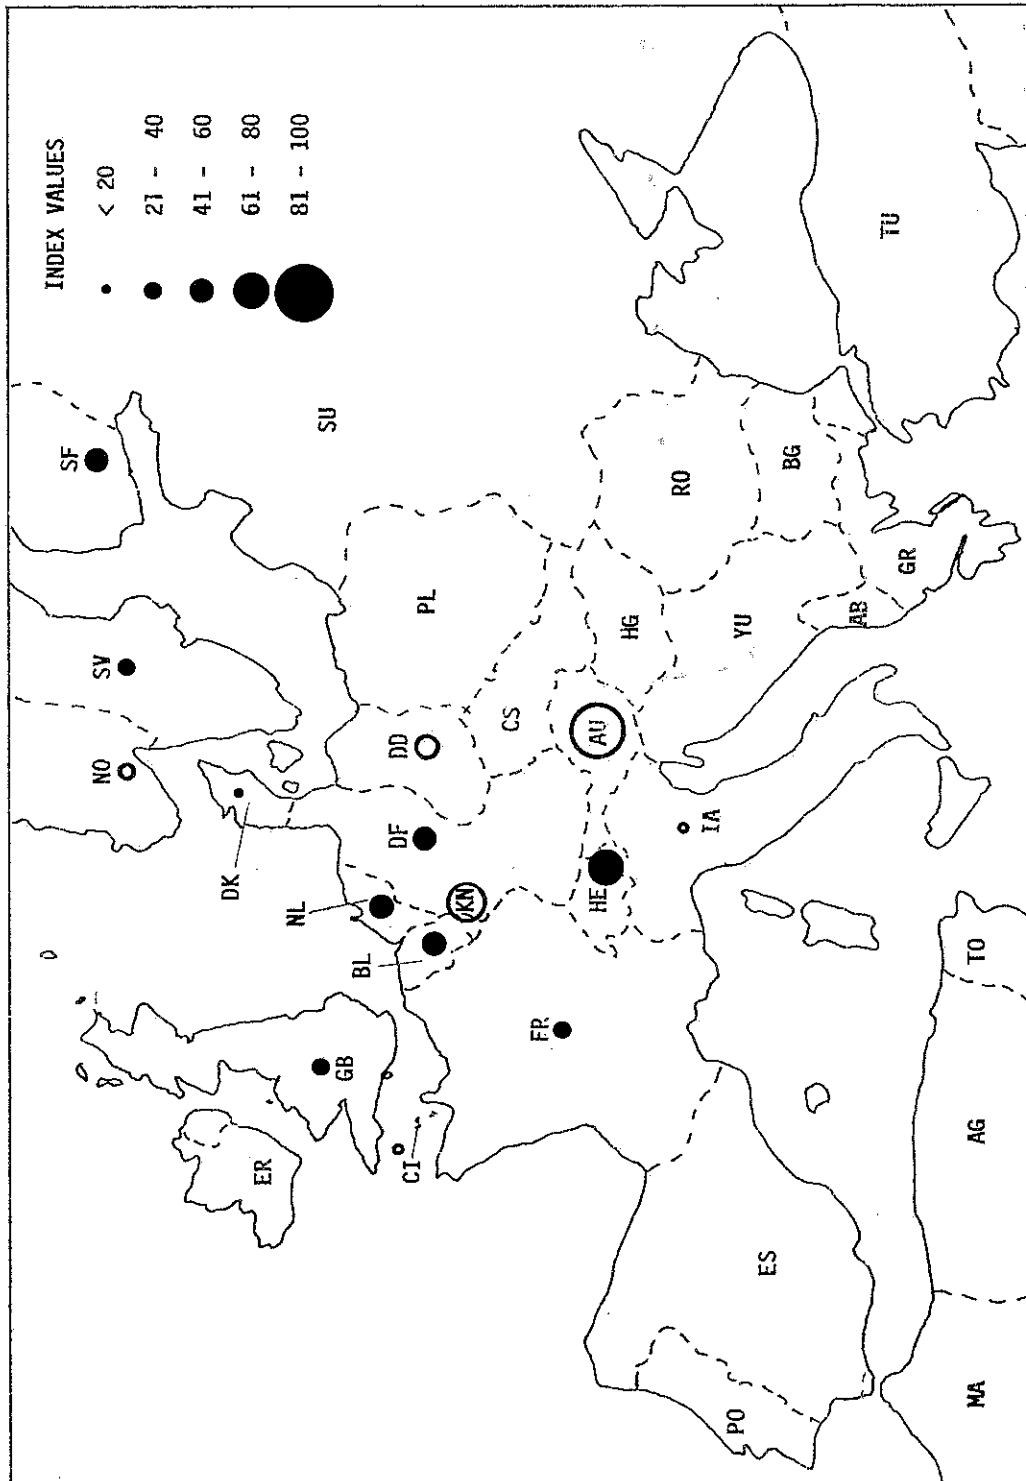 INDEX VALUES
< 20
21 - 40
41 - 60
61 - 80
81 - 100
SF
SU
SV
NO
DK
NL
BL
DF
DD
PL
KN
CS
AU
HG
RO
BG
TU
YU
AB
GR
HE
IA
FR
GB
CI
ER
ES
PO
MA
AG
TO